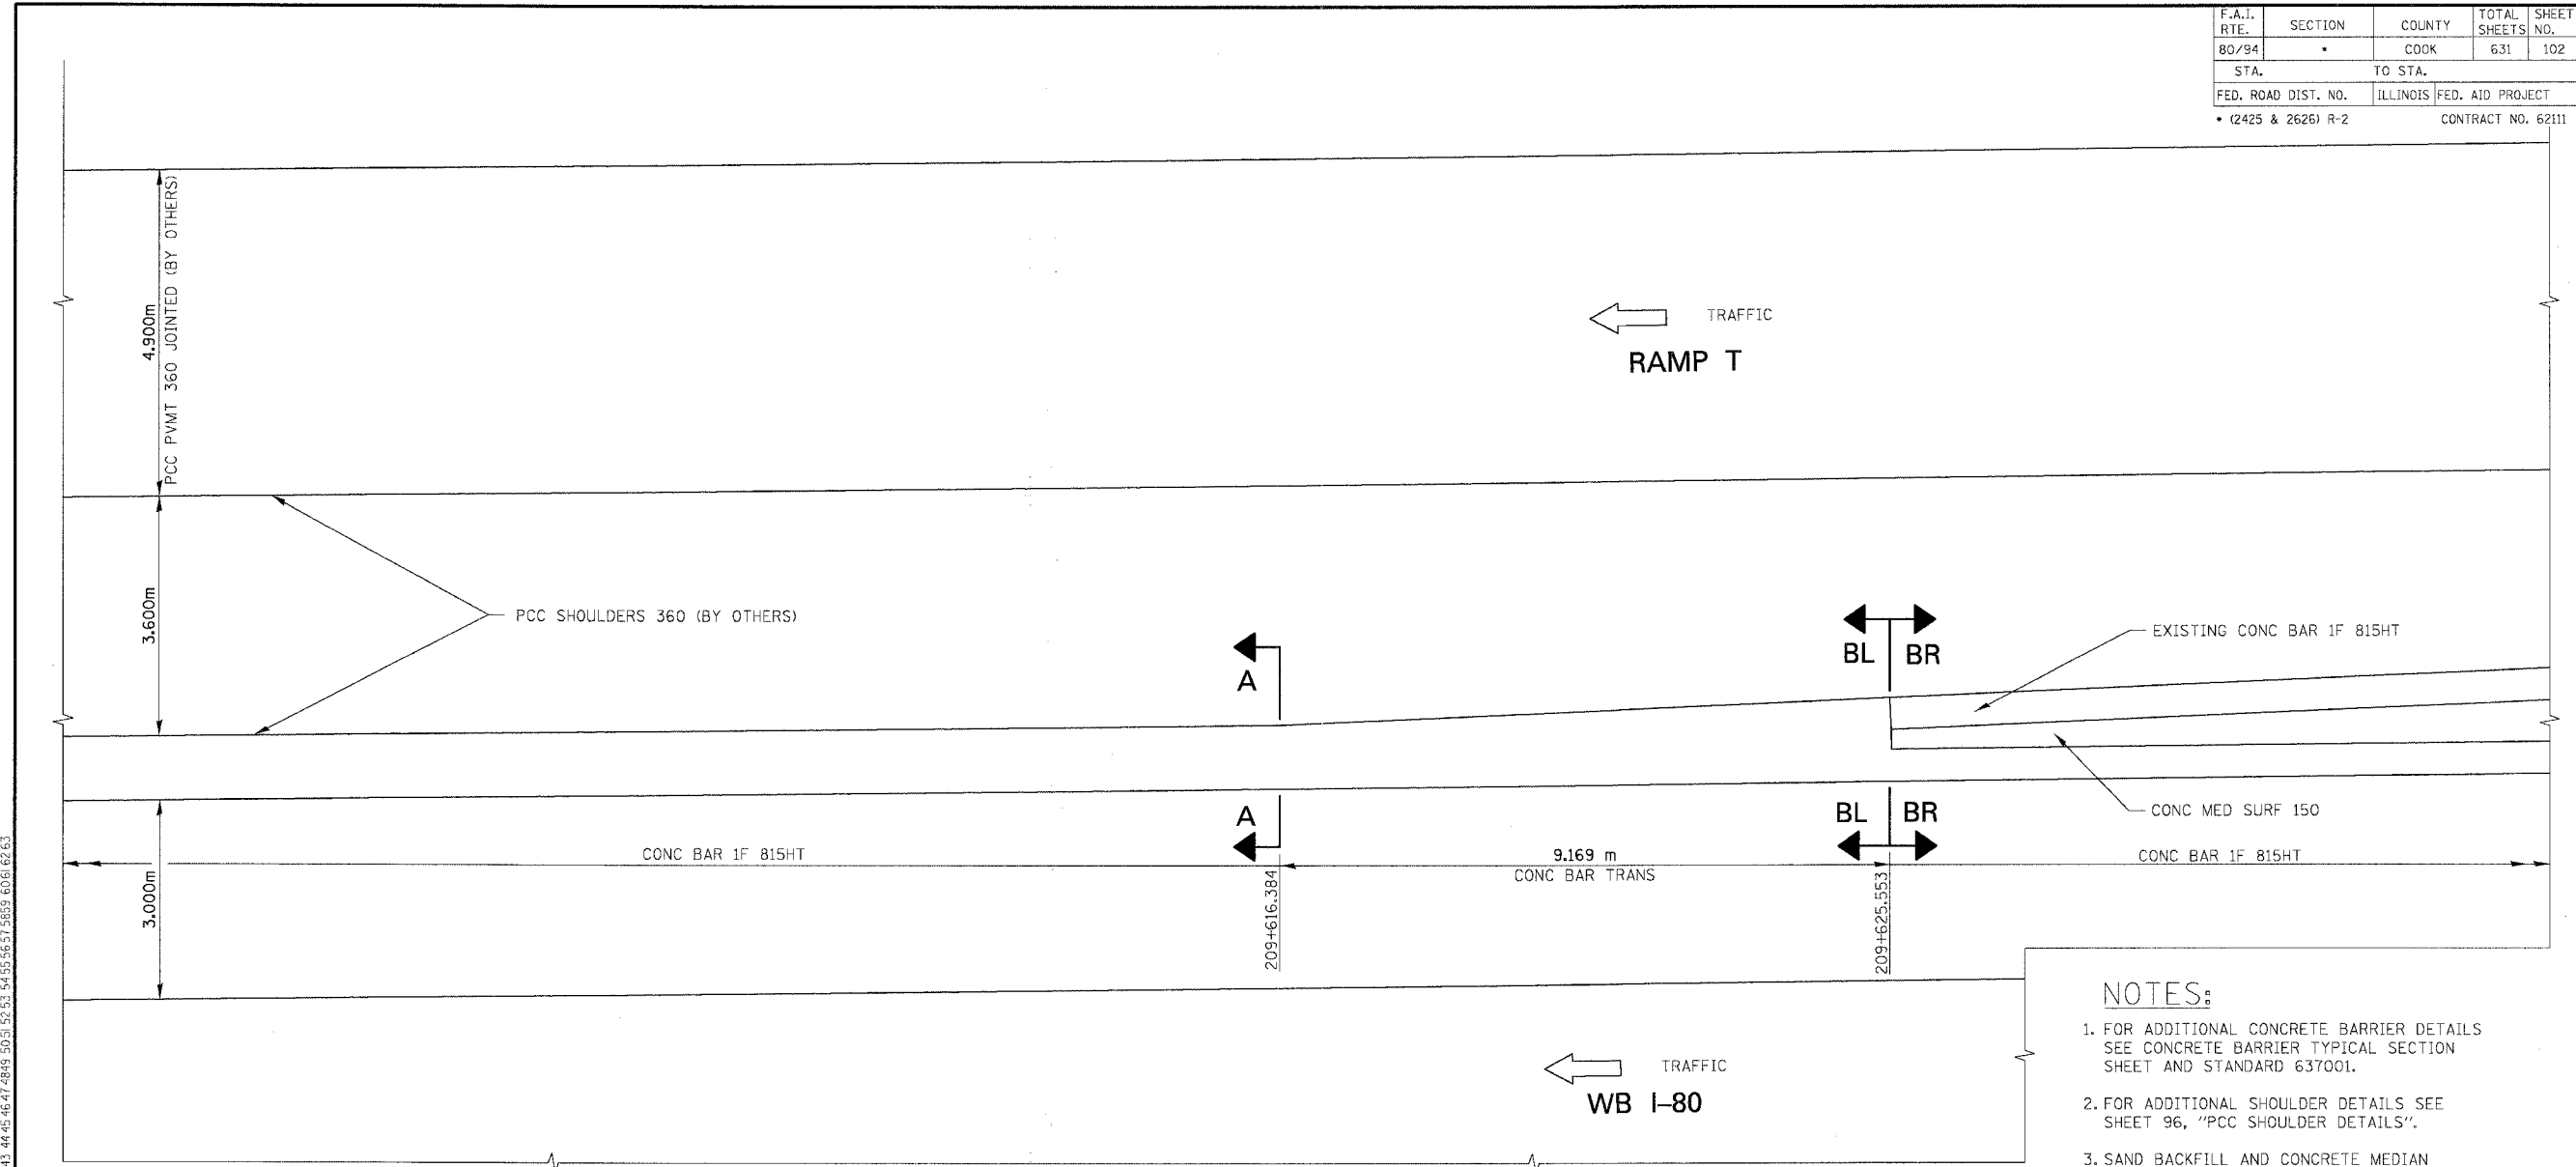 F.A.I. RTE. SECTION COUNTY TOTAL SHEETS SHEET NO.
80/94 * COOK 631 102
STA. TO STA.
FED. ROAD DIST. NO. ILLINOIS FED. AID PROJECT
* (2425 & 2626) R-2 CONTRACT NO. 62111
4.900m
PCC PVMT 360 JOINTED (BY OTHERS)
TRAFFIC
RAMP T
3.600m
PCC SHOULDERS 360 (BY OTHERS)
A
BL BR
EXISTING CONC BAR 1F 815HT
A
BL BR
CONC MED SURF 150
3.000m
CONC BAR 1F 815HT
9.169 m
CONC BAR TRANS
CONC BAR 1F 815HT
209+616.384
209+625.553
TRAFFIC
WB I-80
NOTES:
1. FOR ADDITIONAL CONCRETE BARRIER DETAILS
SEE CONCRETE BARRIER TYPICAL SECTION
SHEET AND STANDARD 637001.
2. FOR ADDITIONAL SHOULDER DETAILS SEE
SHEET 96, "PCC SHOULDER DETAILS".
3. SAND BACKFILL AND CONCRETE MEDIAN